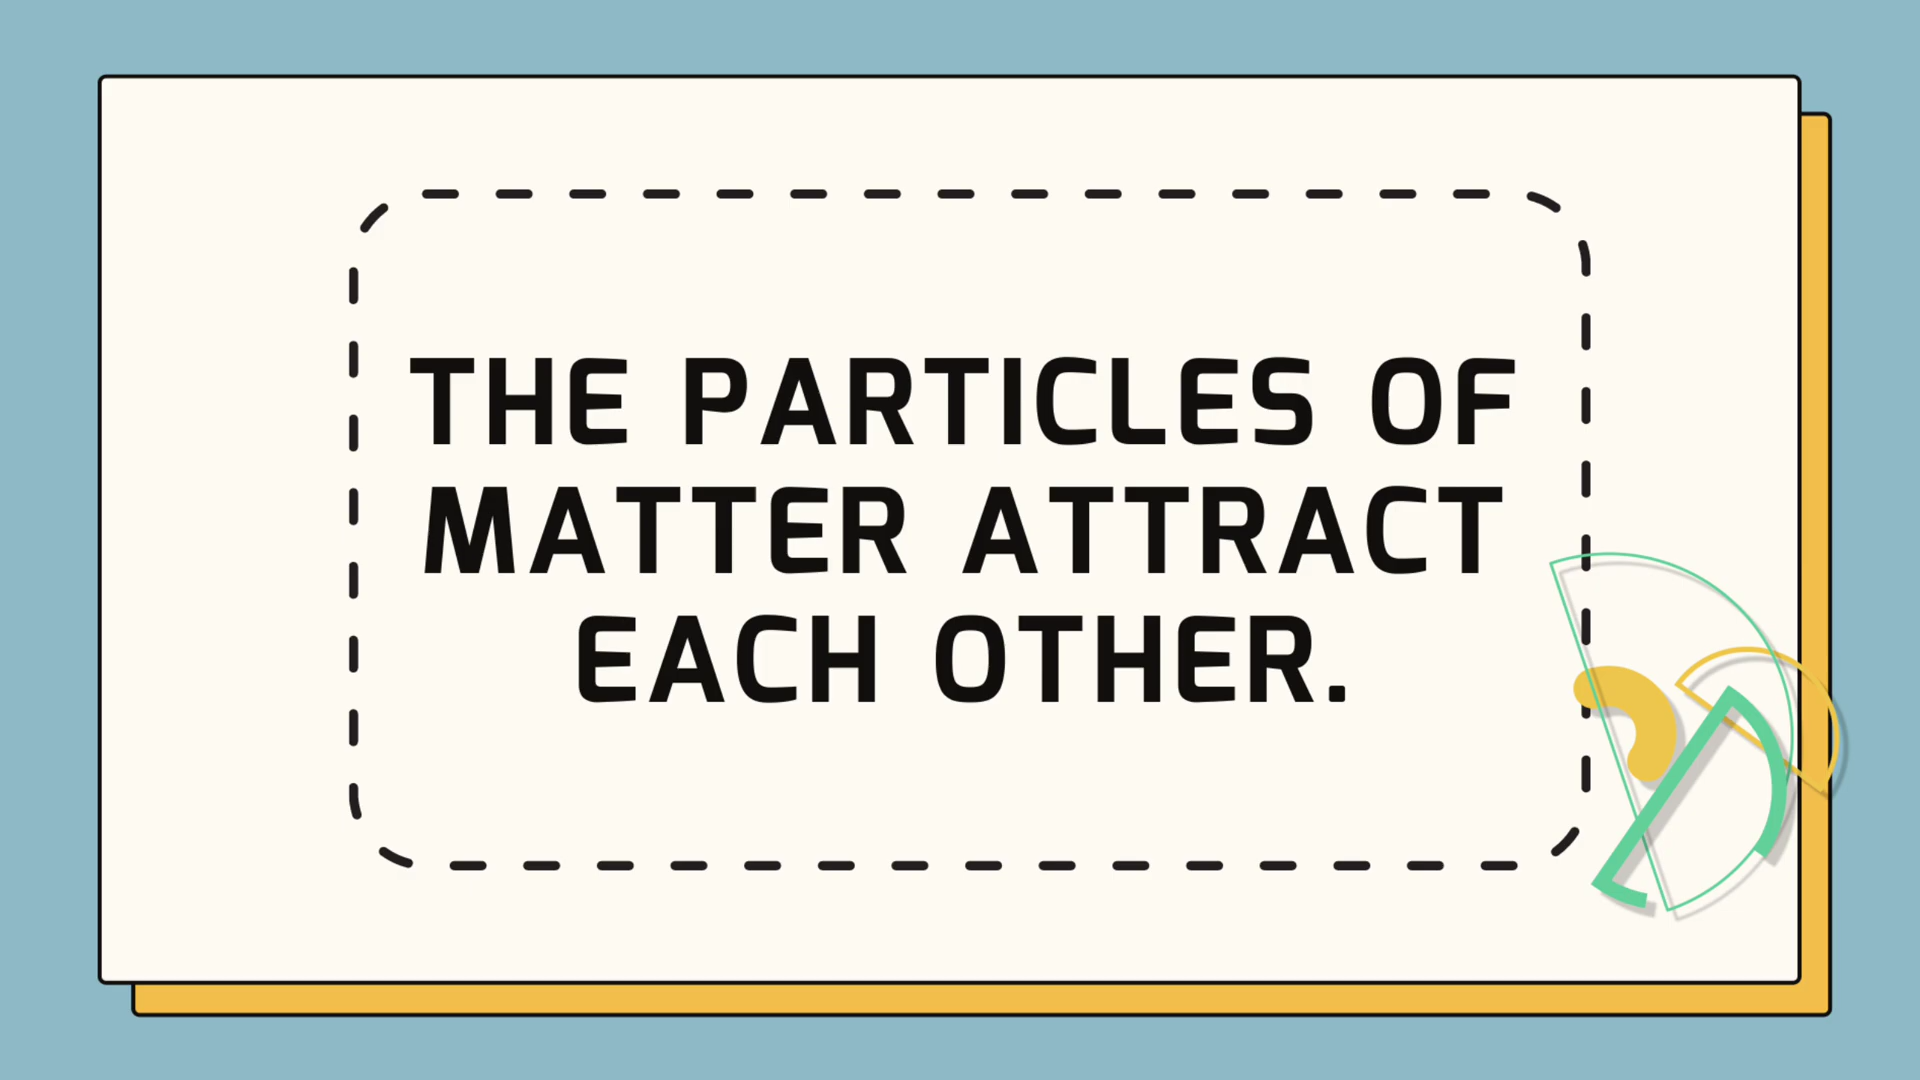 THE PARTICLES OF
MATTER ATTRACT
EACH OTHER.